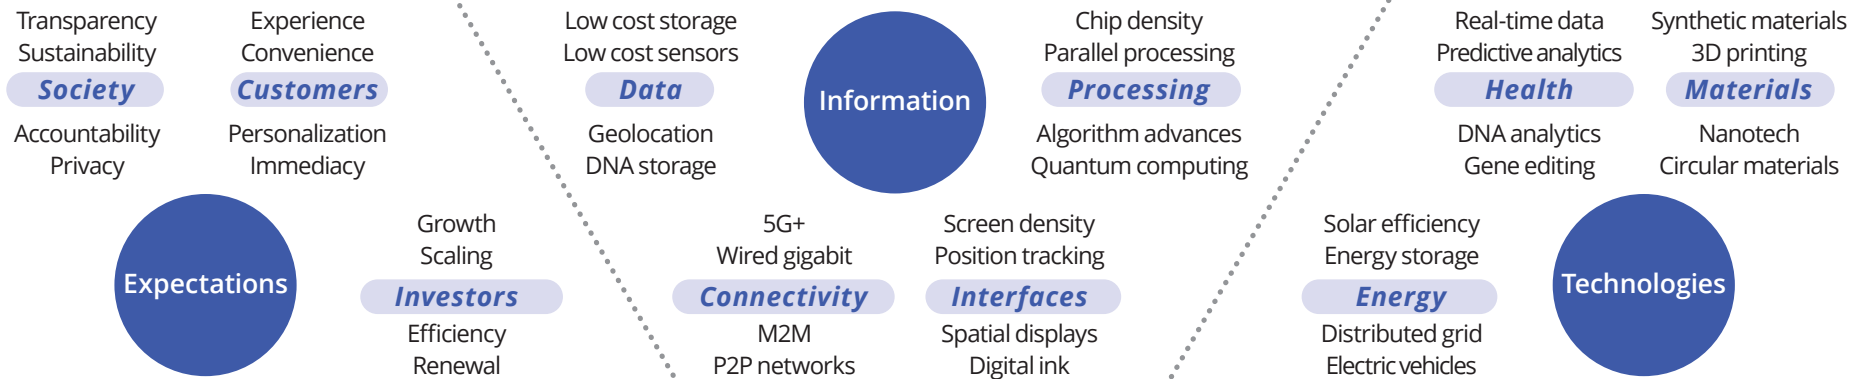 Transparency
Sustainability
Society
Accountability
Privacy
Experience
Convenience
Customers
Personalization
Immediacy
Expectations
Growth
Scaling
Investors
Efficiency
Renewal
Low cost storage
Low cost sensors
Data
Geolocation
DNA storage
Information
Chip density
Parallel processing
Processing
Algorithm advances
Quantum computing
5G+
Wired gigabit
Connectivity
M2M
P2P networks
Screen density
Position tracking
Interfaces
Spatial displays
Digital ink
Real-time data
Predictive analytics
Health
DNA analytics
Gene editing
Synthetic materials
3D printing
Materials
Nanotech
Circular materials
Solar efficiency
Energy storage
Energy
Distributed grid
Electric vehicles
Technologies